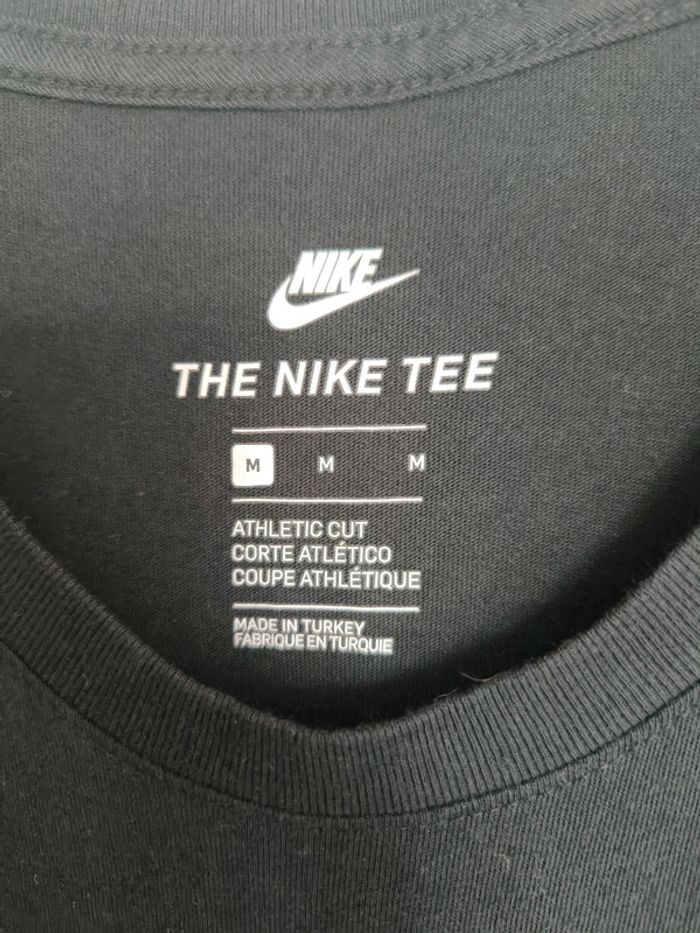 NIKE
THE NIKE TEE
M M M
ATHLETIC CUT
CORTE ATLÉTICO
COUPE ATHLÉTIQUE
MADE IN TURKEY
FABRIQUE EN TURQUIE